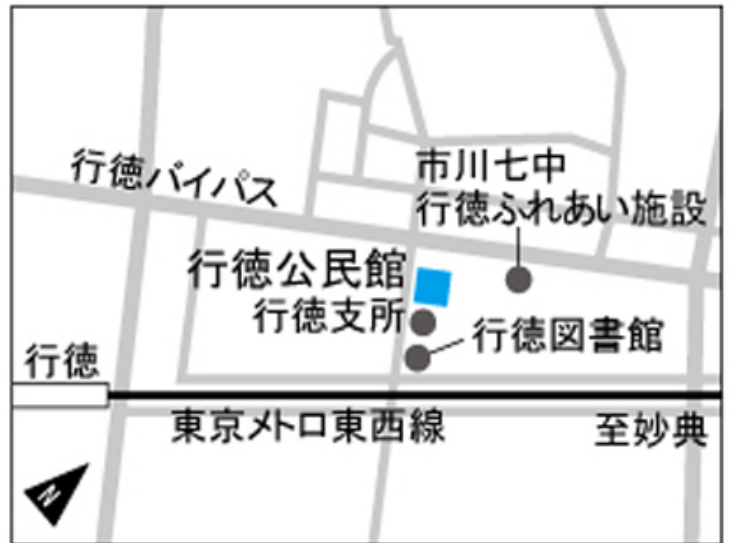 行徳バイパス
市川七中
行徳ふれあい施設
行徳公民館
行徳支所
行徳図書館
行徳
東京メトロ東西線
至妙典
N